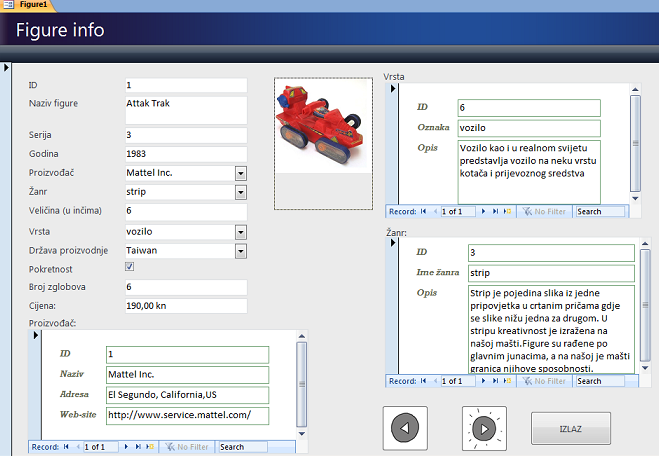 Figure1
Figure info
ID 1
Naziv figure Attak Trak
Serija 3
Godina 1983
Proizvođač Mattel Inc.
Žanr strip
Veličina (u inčima) 6
Vrsta vozilo
Država proizvodnje Taiwan
Pokretnost
Broj zglobova 6
Cijena: 190,00 kn
Proizvođač:
ID 1
Naziv Mattel Inc.
Adresa El Segundo, California,US
Web-site http://www.service.mattel.com/
Record: 1 of 1 No Filter Search
Vrsta
ID 6
Oznaka vozilo
Opis Vozilo kao i u realnom svijetu
predstavlja vozilo na neku vrstu
kotača i prijevoznog sredstva
Record: 1 of 1 No Filter Search
Žanr:
ID 3
Ime žanra strip
Opis Strip je pojedina slika iz jedne
pripovjetka u crtanim pričama gdje
se slike nižu jedna za drugom. U
stripu kreativnost je izražena na
našoj mašti.Figure su rađene po
glavnim junacima, a na našoj je mašti
granica njihove sposobnosti.
Record: 1 of 1 No Filter Search
IZLAZ